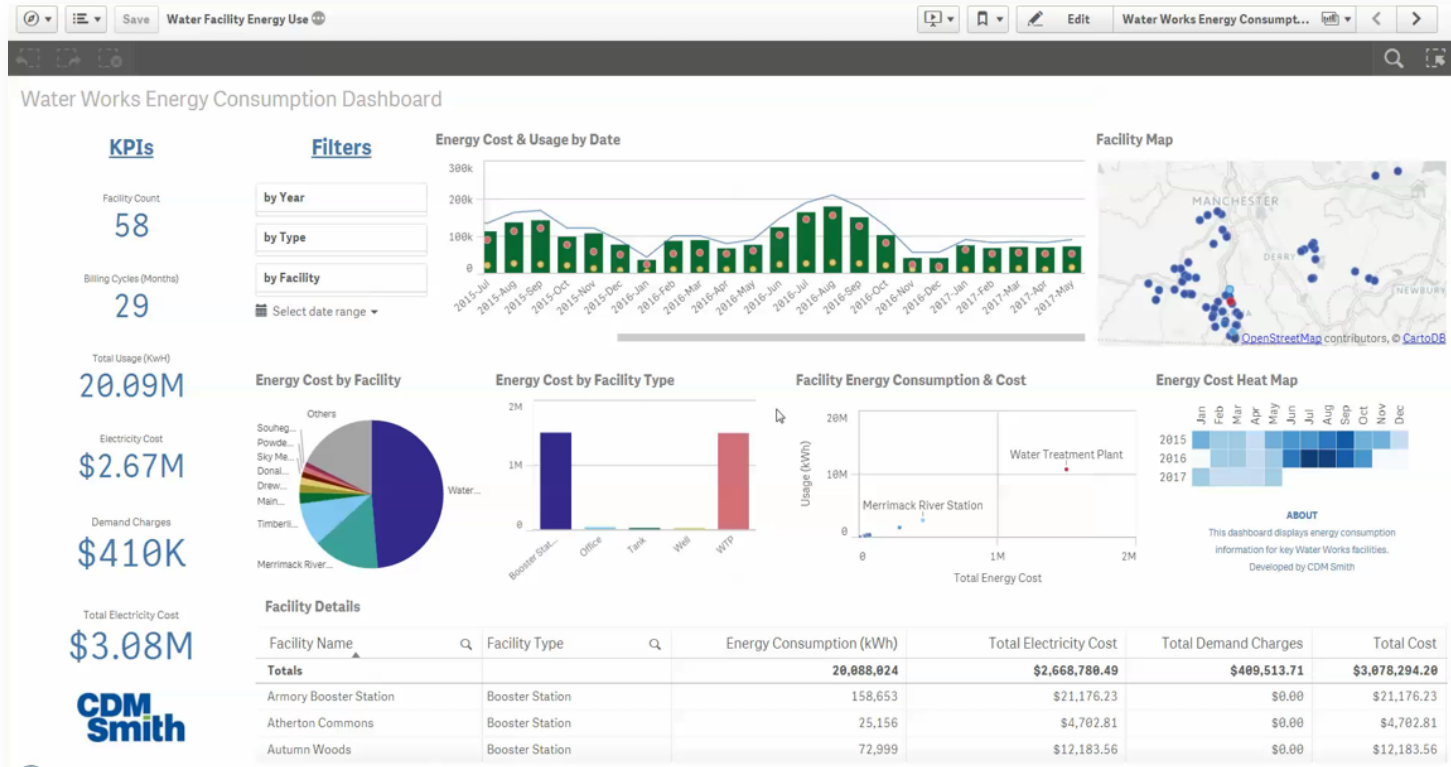 Save
Water Facility Energy Use
Edit
Water Works Energy Consumpt...
Water Works Energy Consumption Dashboard
KPIs
Facility Count
58
Billing Cycles (Months)
29
Total Usage (KwH)
20.09M
Electricity Cost
$2.67M
Demand Charges
$410K
Total Electricity Cost
$3.08M
CDM
Smith
Filters
by Year
by Type
by Facility
Select date range
Energy Cost & Usage by Date
300k
200k
100k
0
2015-Jul
2015-Aug
2015-Sep
2015-Oct
2015-Nov
2015-Dec
2016-Jan
2016-Feb
2016-Mar
2016-Apr
2016-May
2016-Jun
2016-Jul
2016-Aug
2016-Sep
2016-Oct
2016-Nov
2016-Dec
2017-Jan
2017-Feb
2017-Mar
2017-Apr
2017-May
Facility Map
MANCHESTER
DERRY
NEWBURY
OpenStreetMap contributors, © CartoDB
Energy Cost by Facility
Others
Souheg...
Powde...
Sky Me...
Donal...
Drew...
Main...
Timberli...
Merrimack River...
Water...
Energy Cost by Facility Type
2M
1M
0
Booster Stat...
Office
Tank
Well
WTP
Facility Energy Consumption & Cost
Usage (kWh)
20M
10M
0
Water Treatment Plant
Merrimack River Station
0
1M
2M
Total Energy Cost
Energy Cost Heat Map
Jan
Feb
Mar
Apr
May
Jun
Jul
Aug
Sep
Oct
Nov
Dec
2015
2016
2017
ABOUT
This dashboard displays energy consumption
information for key Water Works facilities.
Developed by CDM Smith
Facility Details
Facility Name Facility Type Energy Consumption (kWh) Total Electricity Cost Total Demand Charges Total Cost
Totals 20,088,024 $2,668,780.49 $409,513.71 $3,078,294.20
Armory Booster Station Booster Station 158,653 $21,176.23 $0.00 $21,176.23
Atherton Commons Booster Station 25,156 $4,702.81 $0.00 $4,702.81
Autumn Woods Booster Station 72,999 $12,183.56 $0.00 $12,183.56